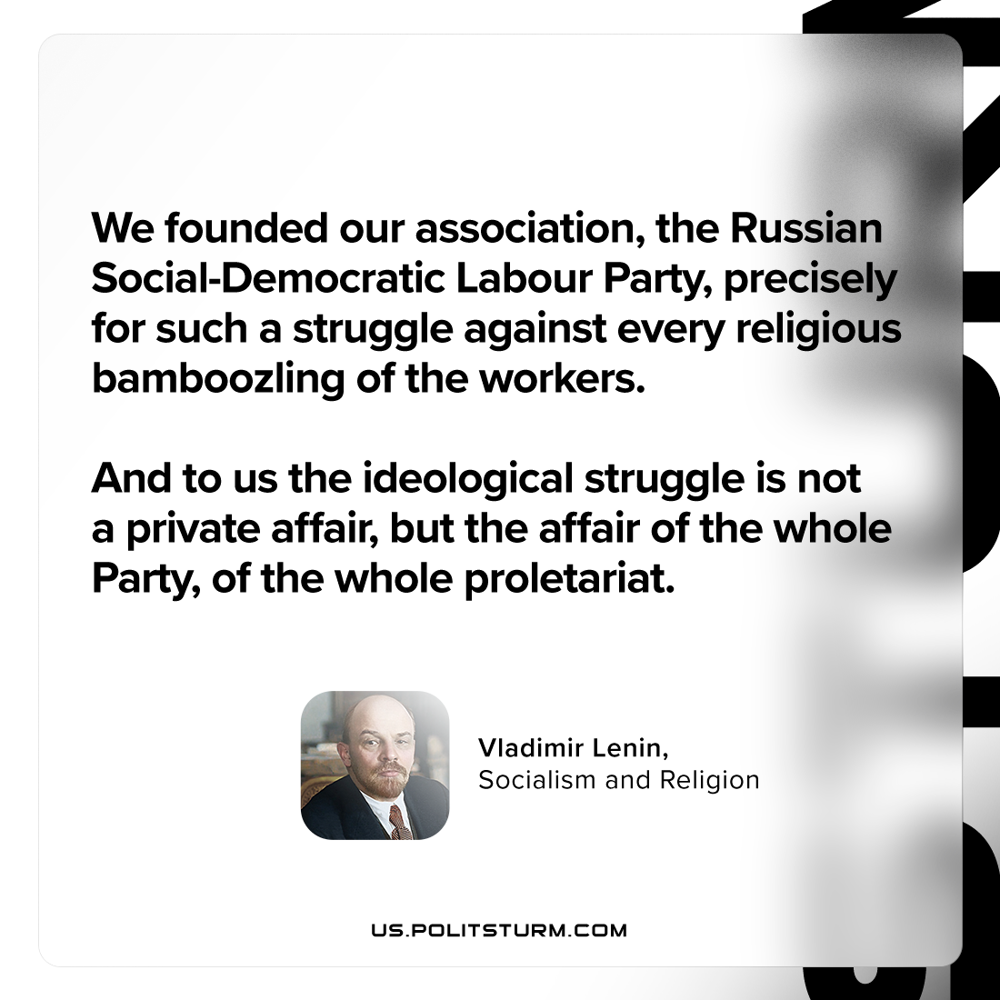 We founded our association, the Russian
Social-Democratic Labour Party, precisely
for such a struggle against every religious
bamboozling of the workers.
And to us the ideological struggle is not
a private affair, but the affair of the whole
Party, of the whole proletariat.
Vladimir Lenin,
Socialism and Religion
US.POLITSTURM.COM